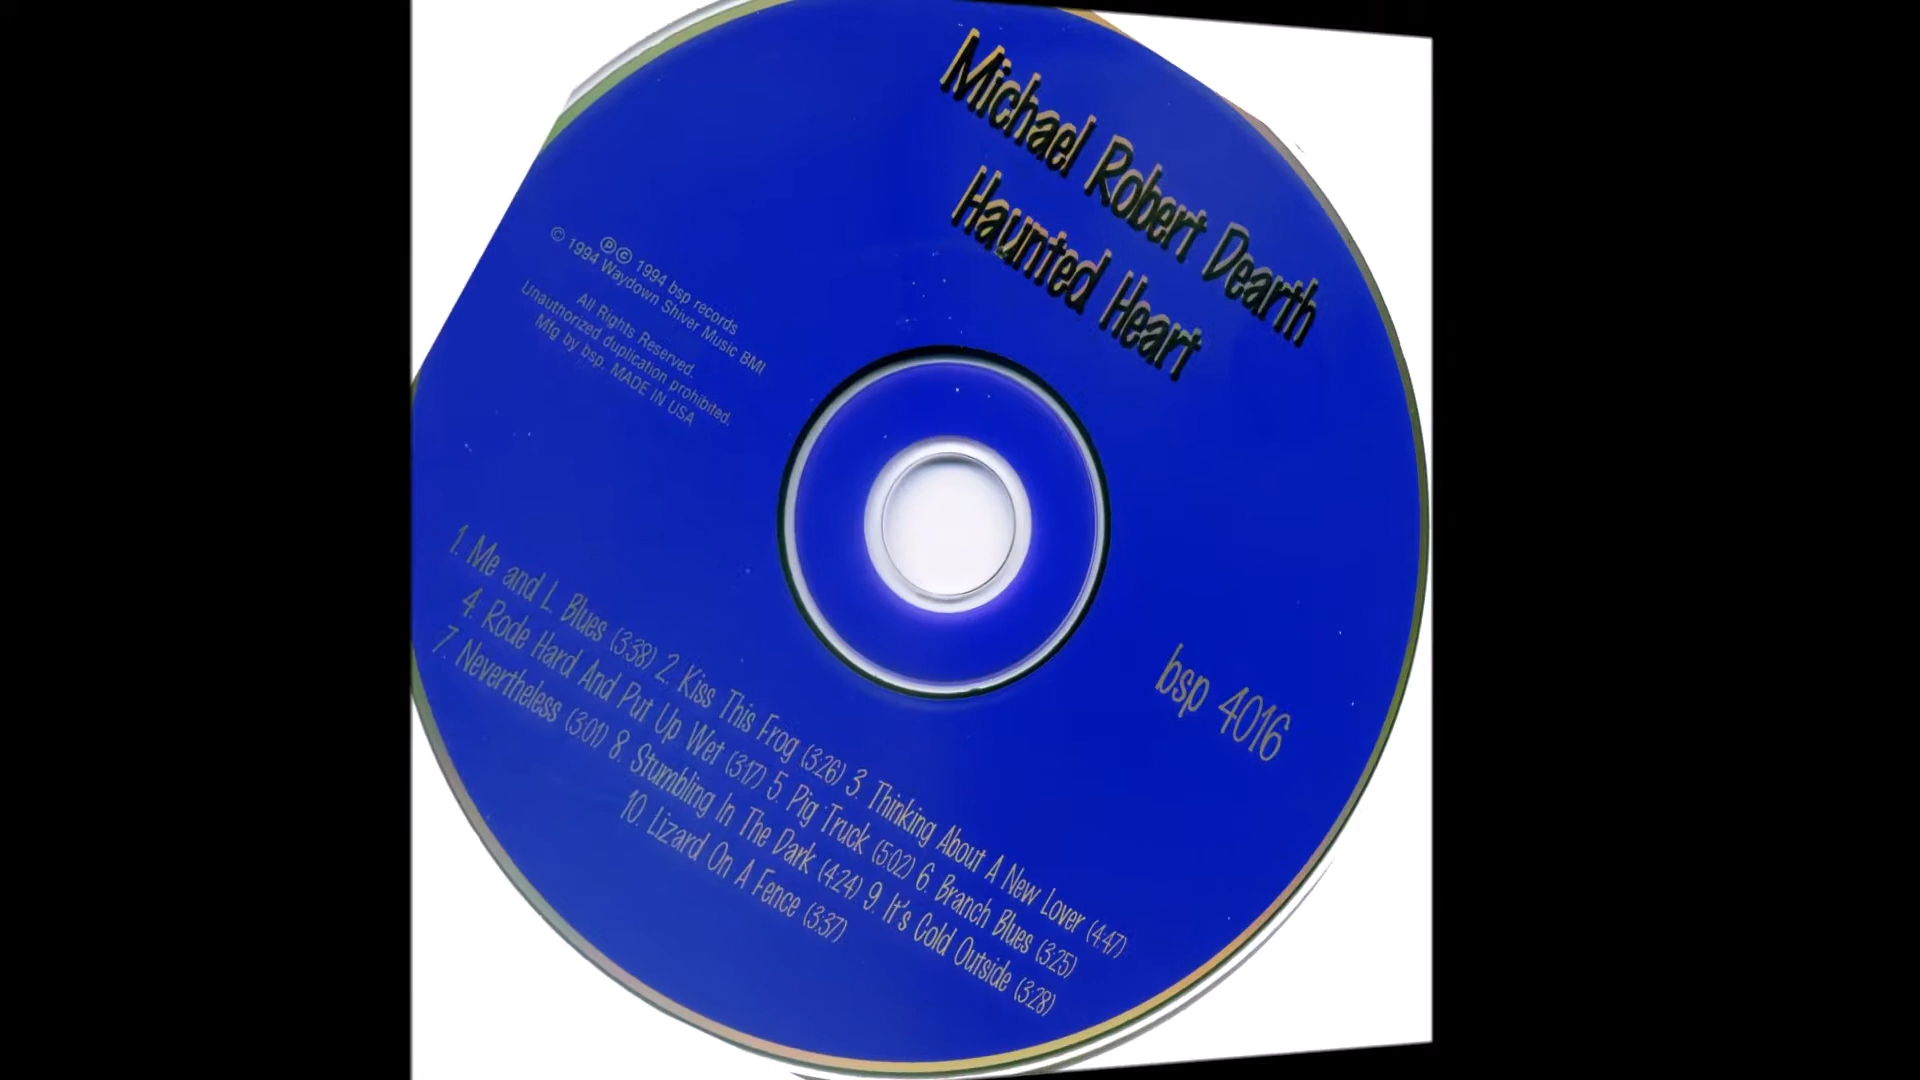 Michael Robert Dearth
Haunted Heart
℗© 1994 bsp records
© 1994 Waydown Shiver Music BMI
All Rights Reserved.
Unauthorized duplication prohibited.
Mfg by bsp. MADE IN USA
bsp 4016
1. Me and L. Blues (3:38) 2. Kiss This Frog (3:26) 3. Thinking About A New Lover (4:47)
4. Rode Hard And Put Up Wet (3:17) 5. Pig Truck (5:02) 6. Branch Blues (3:25)
7. Nevertheless (3:01) 8. Stumbling In The Dark (4:24) 9. It's Cold Outside (3:28)
10. Lizard On A Fence (3:37)